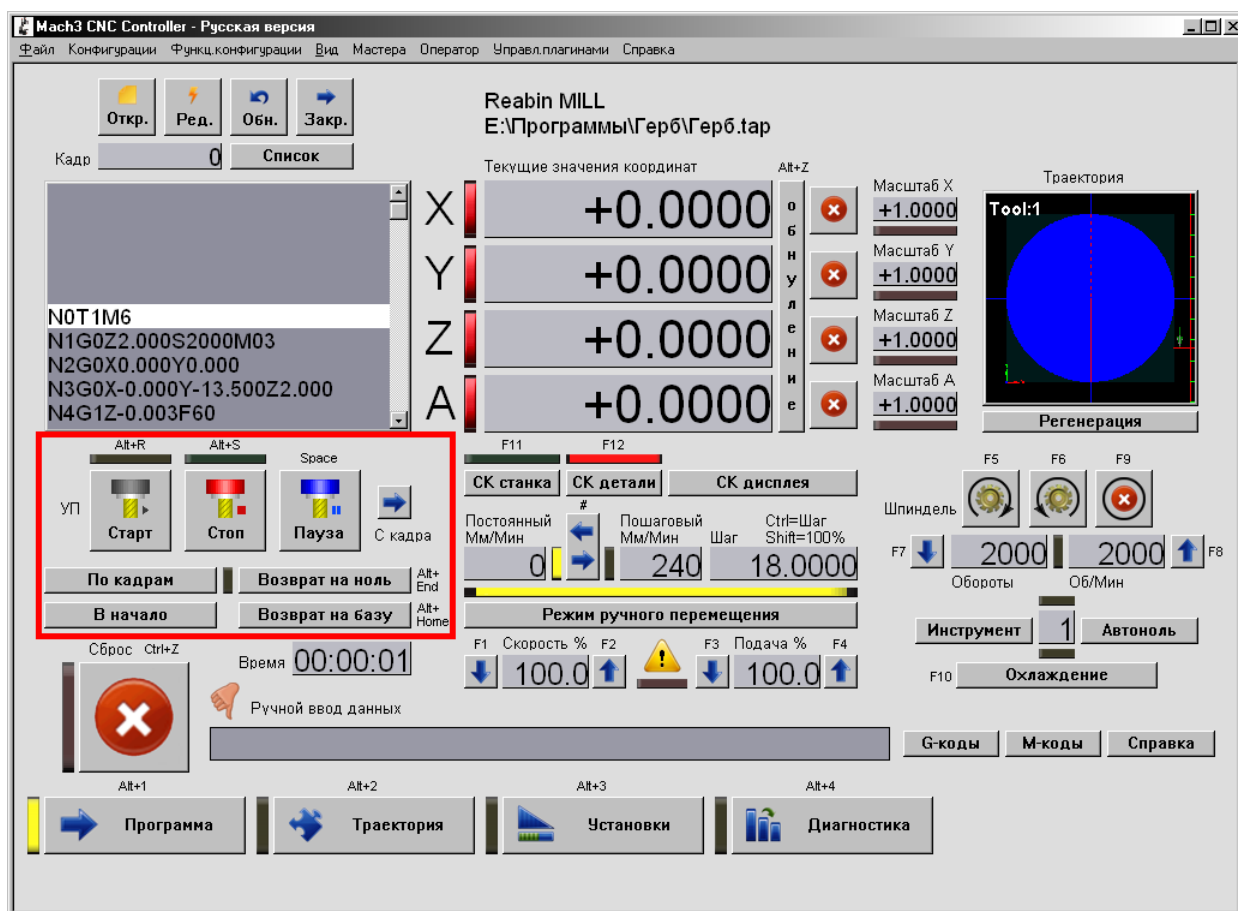 Mach3 CNC Controller - Русская версия
Файл Конфигурации Функц.конфигурации Вид Мастера Оператор Управл.плагинами Справка
Откр. Ред. Обн. Закр.
Кадр 0 Список
Reabin MILL
E:\Программы\Герб\Герб.tap
Текущие значения координат Alt+Z
X +0.0000
Y +0.0000
Z +0.0000
A +0.0000
обнуление
Масштаб X
+1.0000
Масштаб Y
+1.0000
Масштаб Z
+1.0000
Масштаб A
+1.0000
Траектория
Tool:1
Регенерация
N0T1M6
N1G0Z2.000S2000M03
N2G0X0.000Y0.000
N3G0X-0.000Y-13.500Z2.000
N4G1Z-0.003F60
Alt+R Alt+S Space
УП Старт Стоп Пауза С кадра
По кадрам Возврат на ноль Alt+
End
В начало Возврат на базу Alt+
Home
F11 F12
СК станка СК детали СК дисплея
#
Постоянный Пошаговый Ctrl=Шаг
Мм/Мин Мм/Мин Шаг Shift=100%
0 240 18.0000
Режим ручного перемещения
F1 Скорость % F2 F3 Подача % F4
100.0 100.0
F5 F6 F9
Шпиндель
F7 2000 2000 F8
Обороты Об/Мин
Инструмент 1 Автоноль
F10 Охлаждение
Сброс Ctrl+Z
Время 00:00:01
Ручной ввод данных
G-коды М-коды Справка
Alt+1 Alt+2 Alt+3 Alt+4
Программа Траектория Установки Диагностика